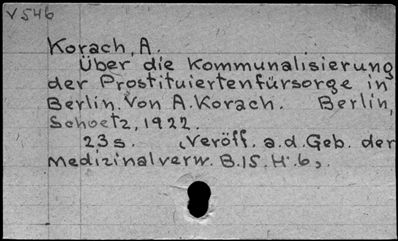 V 546
Korach, A.
Über die Kommunalisierung
der Prostituiertenfürsorge in
Berlin. Von A. Korach. Berlin,
Schoetz, 1922.
23 s. (Veröff. a.d. Geb. der
Medizinalverw. B.15. H. 6).